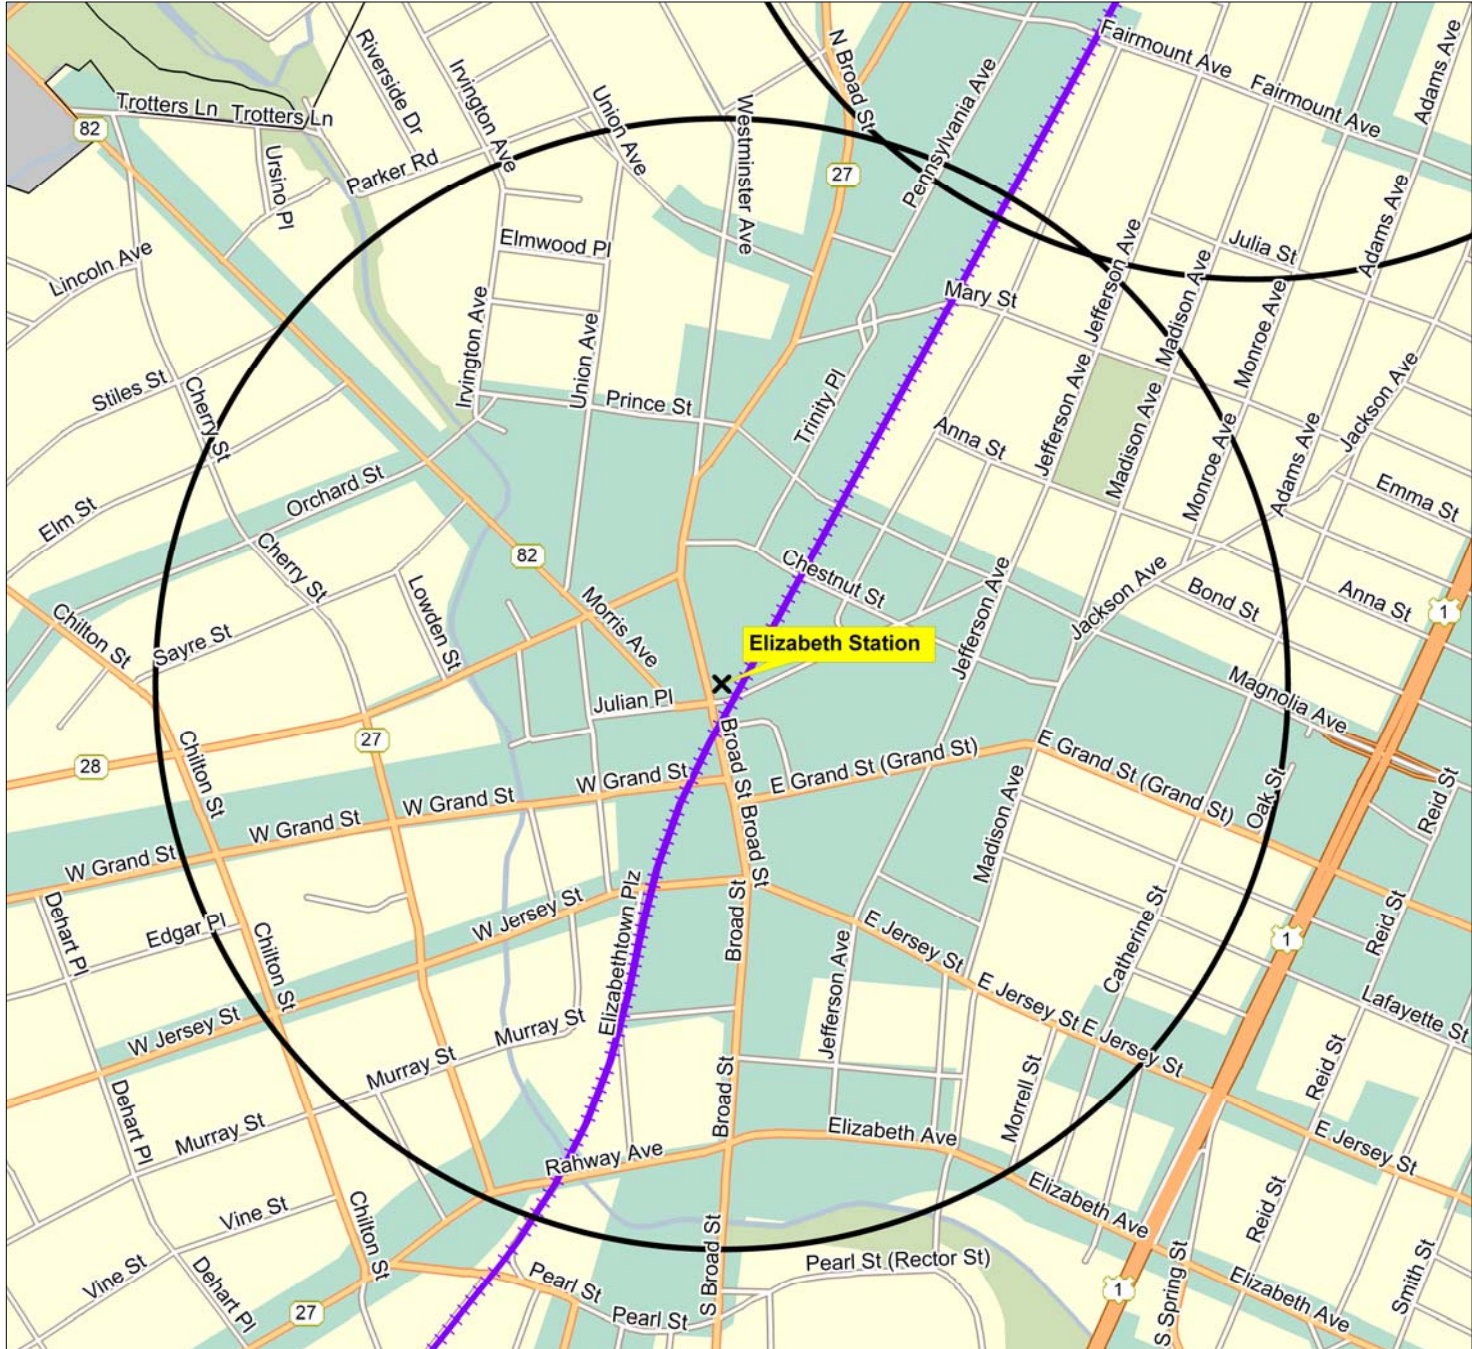 Fairmount Ave
Fairmount Ave
Adams Ave
N Broad St
Riverside Dr
Irvington Ave
Union Ave
Westminster Ave
Pennsylvania Ave
Trotters Ln
Trotters Ln
82
Ursino Pl
Parker Rd
27
Adams Ave
Julia St
Elmwood Pl
Lincoln Ave
Jefferson Ave
Madison Ave
Monroe Ave
Mary St
Irvington Ave
Union Ave
Stiles St
Cherry St
Prince St
Trinity Pl
Jefferson Ave
Madison Ave
Monroe Ave
Adams Ave
Jackson Ave
Anna St
Emma St
Elm St
Orchard St
Cherry St
82
Chestnut St
Jefferson Ave
Jackson Ave
Bond St
Anna St
1
Chilton St
Sayre St
Lowden St
Morris Ave
Elizabeth Station
Julian Pl
Magnolia Ave
28
27
Chilton St
Broad St
E Grand St (Grand St)
E Grand St (Grand St)
W Grand St
W Grand St
W Grand St
W Grand St
Broad St
Madison Ave
Oak St
Reid St
Dehart Pl
Edgar Pl
Chilton St
W Jersey St
Elizabethtown Plz
Broad St
Jefferson Ave
E Jersey St
Catherine St
1
Reid St
W Jersey St
Murray St
Murray St
Murray St
E Jersey St
E Jersey St
Lafayette St
Reid St
Dehart Pl
Broad St
Morrell St
Elizabeth Ave
E Jersey St
Rahway Ave
Elizabeth Ave
Reid St
Vine St
Vine St
Chilton St
Dehart Pl
27
Pearl St
Pearl St
S Broad St
Pearl St (Rector St)
1
S Spring St
Elizabeth Ave
Smith St